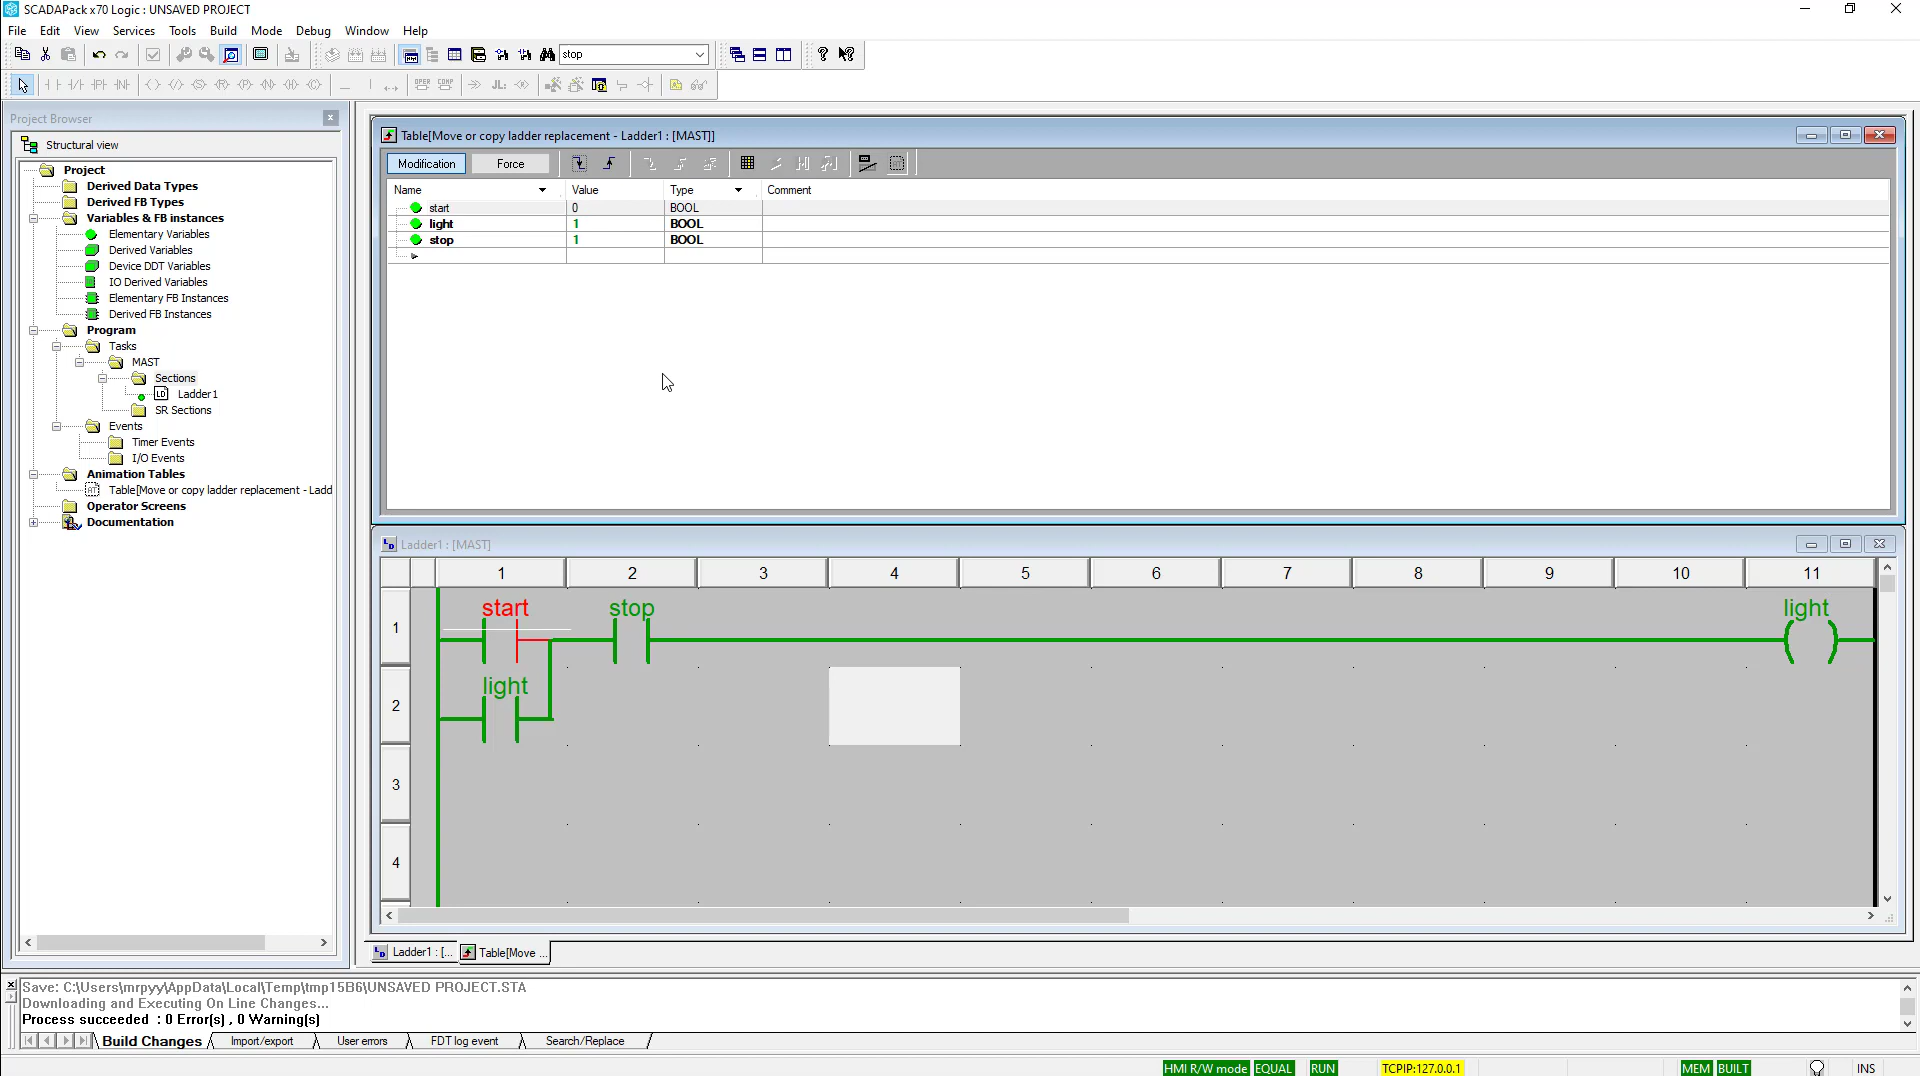 SCADAPack x70 Logic : UNSAVED PROJECT
File Edit View Services Tools Build Mode Debug Window Help
stop
OPER COMP
Project Browser
Structural view
Project
Derived Data Types
Derived FB Types
Variables & FB instances
Elementary Variables
Derived Variables
Device DDT Variables
IO Derived Variables
Elementary FB Instances
Derived FB Instances
Program
Tasks
MAST
Sections
LD Ladder1
SR Sections
Events
Timer Events
I/O Events
Animation Tables
Table[Move or copy ladder replacement - Ladd
Operator Screens
Documentation
Table[Move or copy ladder replacement - Ladder1 : [MAST]]
Modification Force
Name Value Type Comment
start 0 BOOL
light 1 BOOL
stop 1 BOOL
Ladder1 : [MAST]
1 2 3 4 5 6 7 8 9 10 11
1 start stop light
2 light
3
4
Ladder1 : [... Table[Move ...
Save: C:\Users\mrpyy\AppData\Local\Temp\tmp15B6\UNSAVED PROJECT.STA
Downloading and Executing On Line Changes...
Process succeeded : 0 Error(s) , 0 Warning(s)
Build Changes Import/export User errors FDT log event Search/Replace
HMI R/W mode EQUAL RUN TCPIP:127.0.0.1 MEM BUILT INS